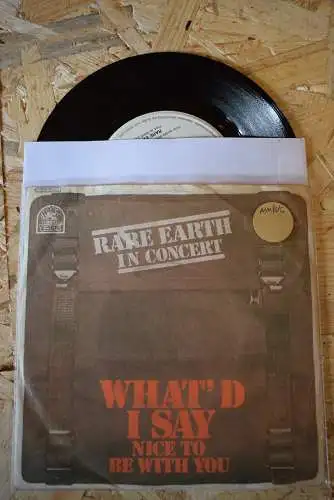 RARE EARTH
IN CONCERT
WHAT'D
I SAY
NICE TO
BE WITH YOU